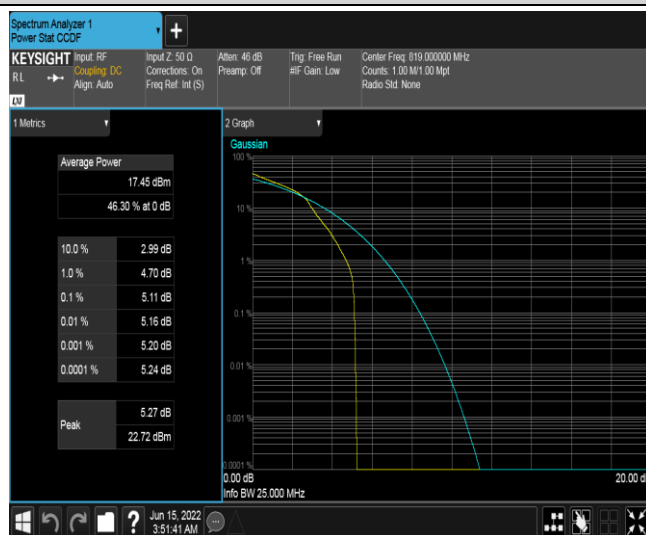 Spectrum Analyzer 1
Power Stat CCDF
+
KEYSIGHT
RL
LXI
Input: RF
Coupling: DC
Align: Auto
Input Z: 50 Ω
Corrections: On
Freq Ref: Int (S)
Atten: 46 dB
Preamp: Off
Trig: Free Run
#IF Gain: Low
Center Freq: 819.000000 MHz
Counts: 1.00 M/1.00 Mpt
Radio Std: None
1 Metrics
Average Power
17.45 dBm
46.30 % at 0 dB
10.0 % 2.99 dB
1.0 % 4.70 dB
0.1 % 5.11 dB
0.01 % 5.16 dB
0.001 % 5.20 dB
0.0001 % 5.24 dB
Peak
5.27 dB
22.72 dBm
2 Graph
Gaussian
100 %
10 %
1 %
0.1 %
0.01 %
0.001 %
0.0001 %
0.00 dB
20.00 d
Info BW 25.000 MHz
?
Jun 15, 2022
3:51:41 AM